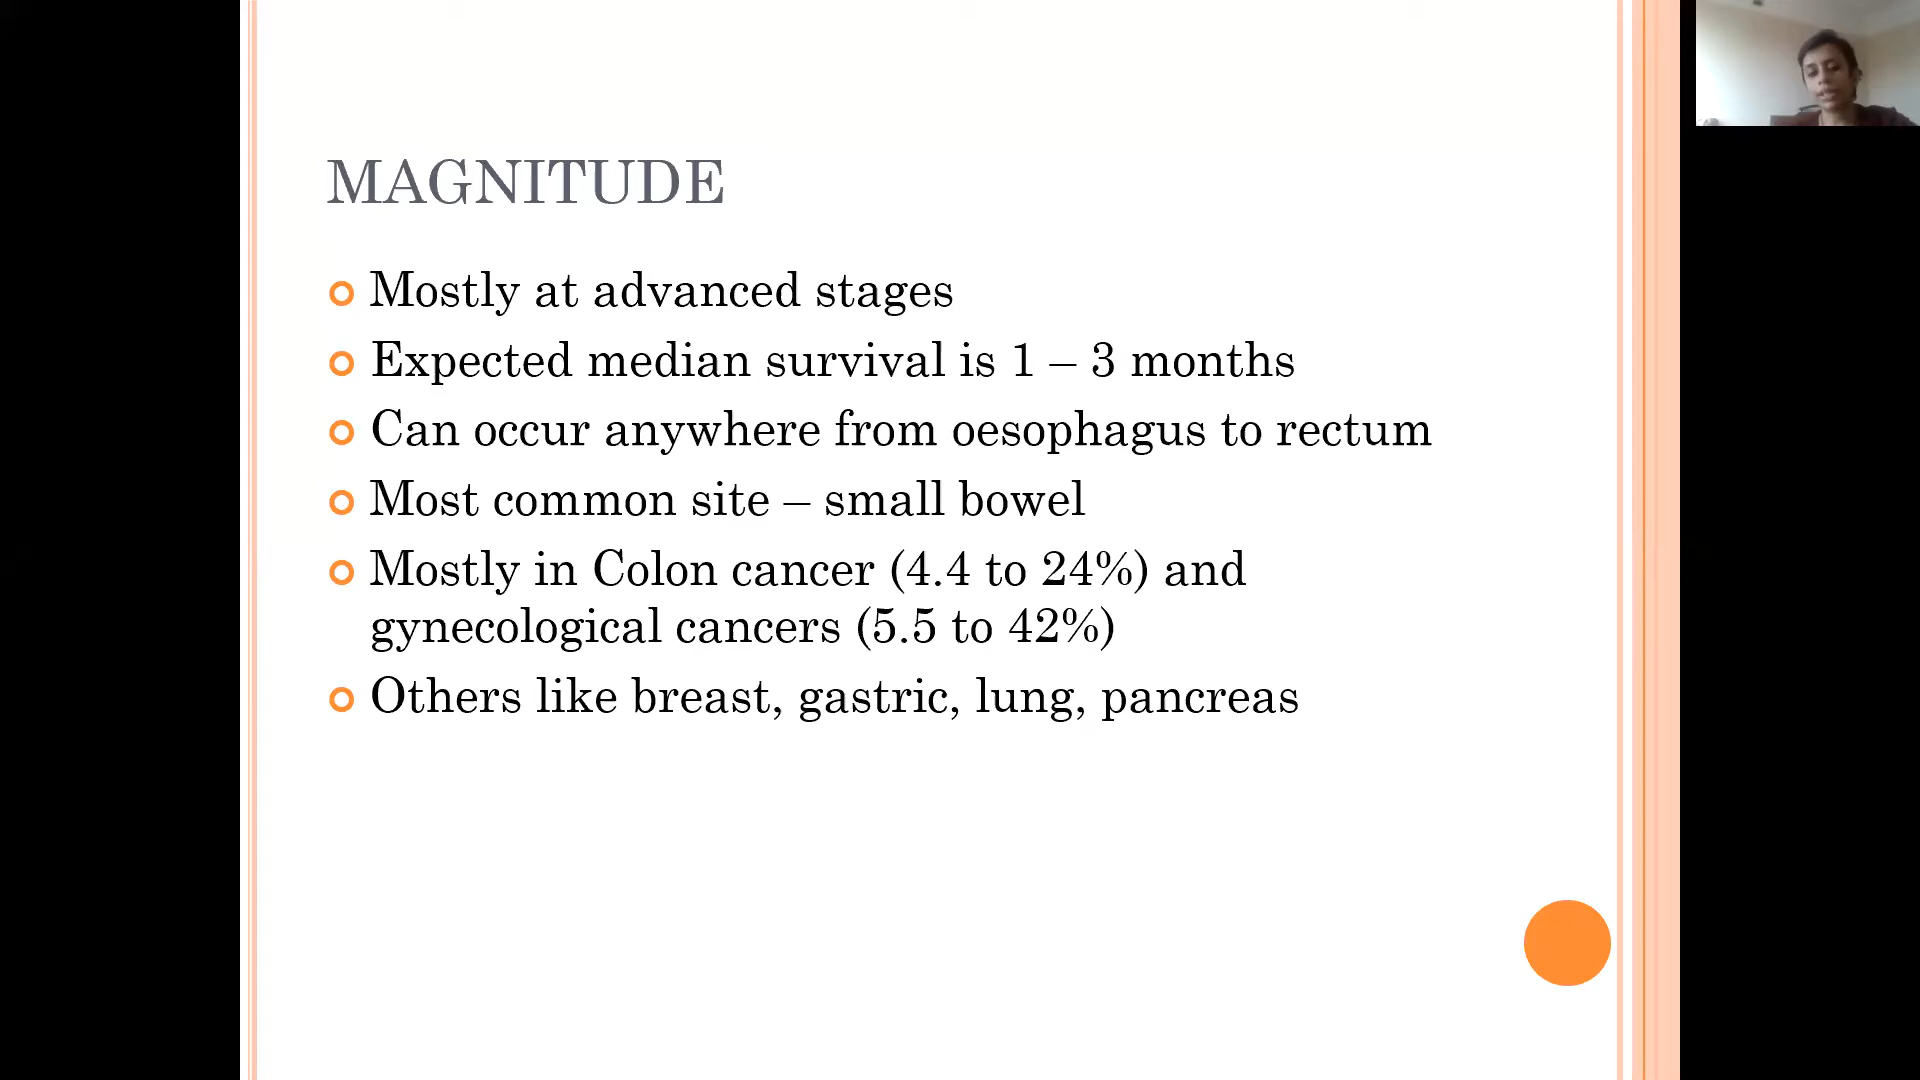 MAGNITUDE
Mostly at advanced stages
Expected median survival is 1 – 3 months
Can occur anywhere from oesophagus to rectum
Most common site – small bowel
Mostly in Colon cancer (4.4 to 24%) and
gynecological cancers (5.5 to 42%)
Others like breast, gastric, lung, pancreas